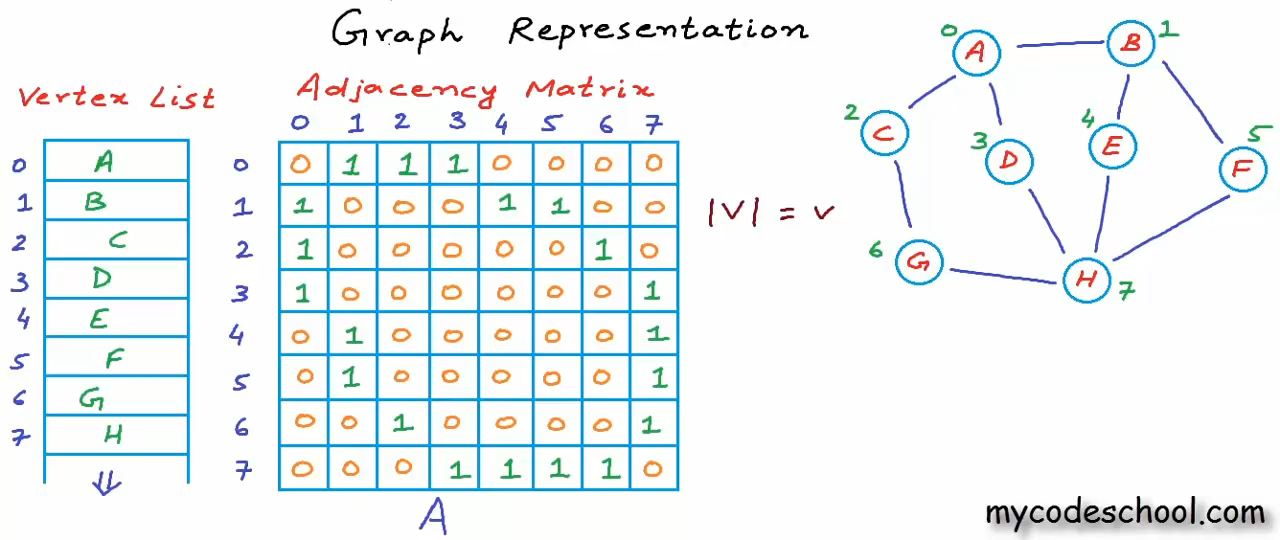 Graph Representation
Vertex List
0 A
1 B
2 C
3 D
4 E
5 F
6 G
7 H
Adjacency Matrix
0 1 2 3 4 5 6 7
0 0 1 1 1 0 0 0 0
1 1 0 0 0 1 1 0 0
2 1 0 0 0 0 0 1 0
3 1 0 0 0 0 0 0 1
4 0 1 0 0 0 0 0 1
5 0 1 0 0 0 0 0 1
6 0 0 1 0 0 0 0 1
7 0 0 0 1 1 1 1 0
A
|V| = v
0 A
B 1
2 C
3 D
4 E
5 F
6 G
H 7
mycodeschool.com